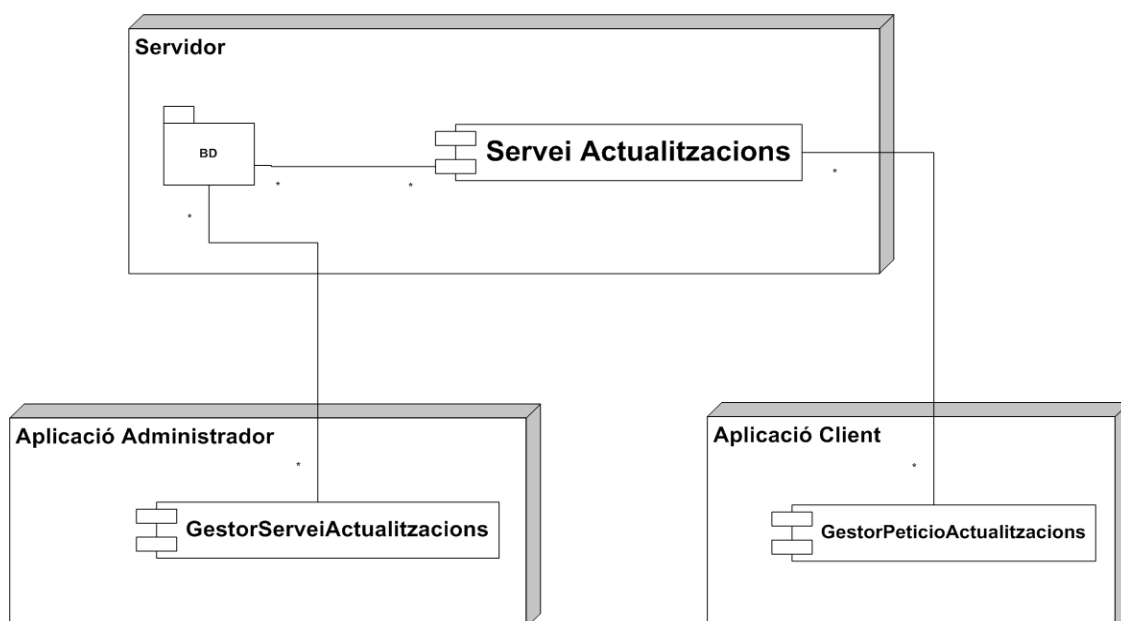 Servidor
BD
Servei Actualitzacions
*
*
*
*
Aplicació Administrador
*
GestorServeiActualitzacions
Aplicació Client
*
GestorPeticioActualitzacions